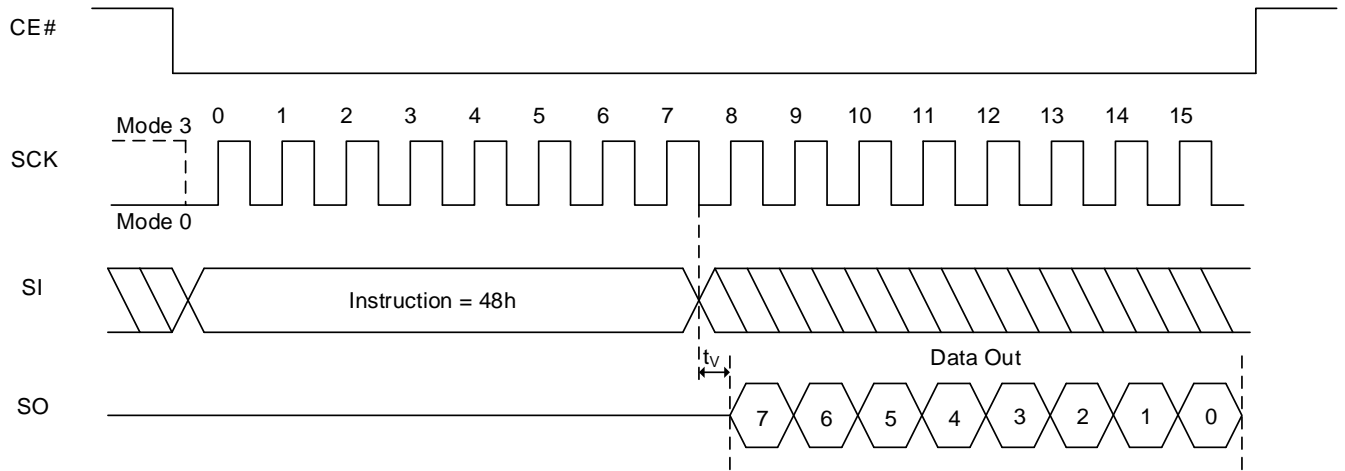 CE#
Mode 3 0 1 2 3 4 5 6 7 8 9 10 11 12 13 14 15
SCK
Mode 0
SI
Instruction = 48h
tV Data Out
SO
7 6 5 4 3 2 1 0